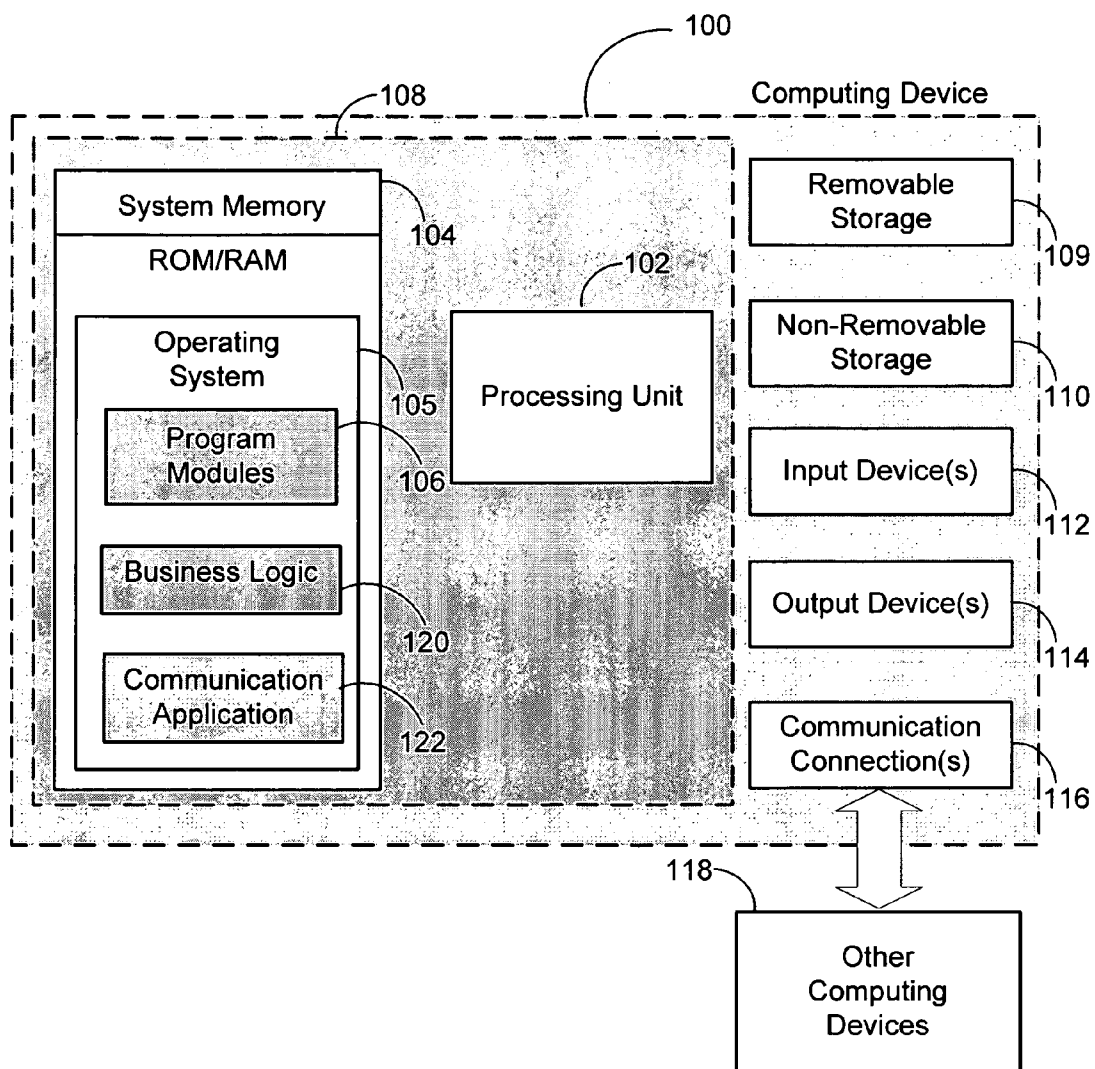 100
Computing Device
108
System Memory
104
ROM/RAM
Operating
System
105
Program
Modules
106
Business Logic
120
Communication
Application
122
102
Processing Unit
Removable
Storage
109
Non-Removable
Storage
110
Input Device(s)
112
Output Device(s)
114
Communication
Connection(s)
116
118
Other
Computing
Devices